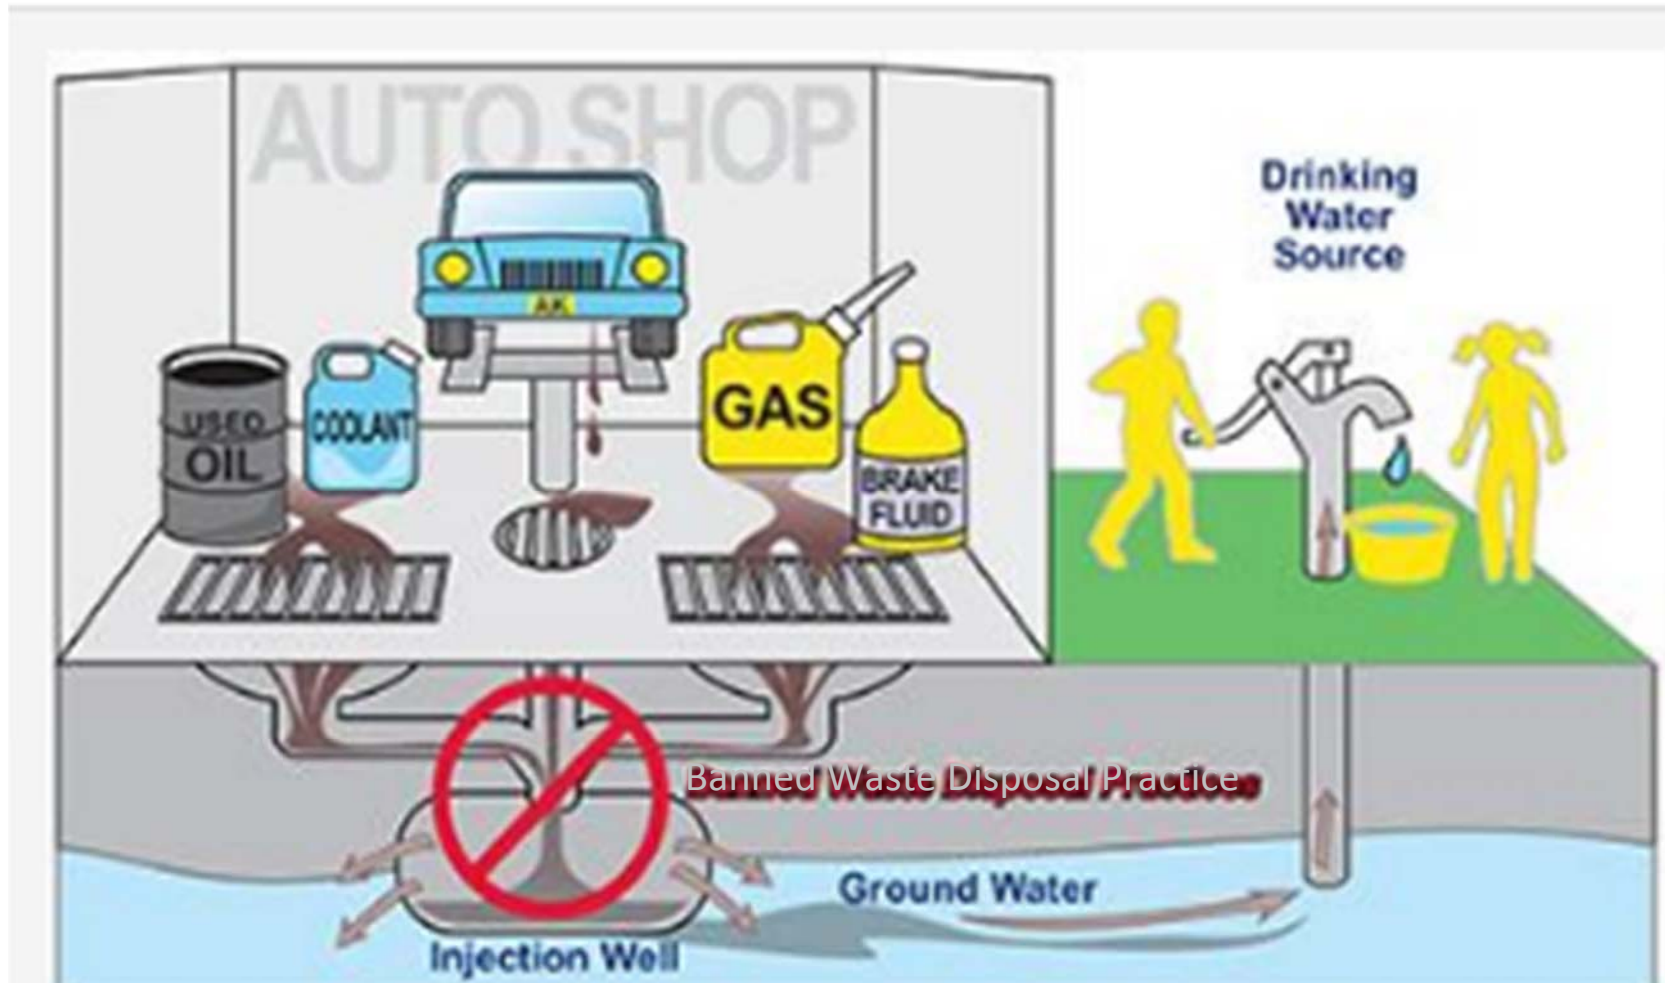 AUTO SHOP
Drinking
Water
Source
AK
USED
OIL
COOLANT
GAS
BRAKE
FLUID
Banned Waste Disposal Practice
Ground Water
Injection Well